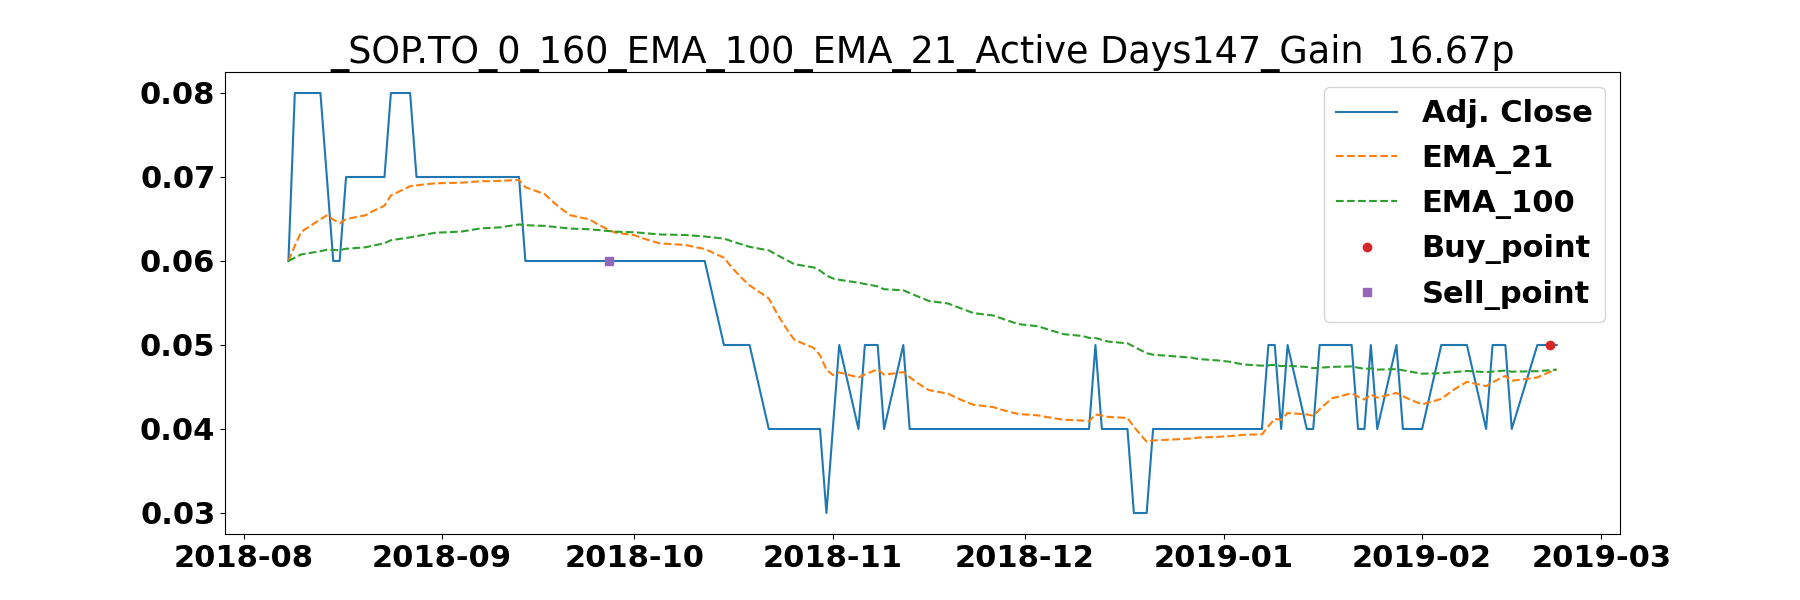 _SOP.TO_0_160_EMA_100_EMA_21_Active Days147_Gain  16.67p
0.08
0.07
0.06
0.05
0.04
0.03
2018-08 2018-09 2018-10 2018-11 2018-12 2019-01 2019-02 2019-03
Adj. Close
EMA_21
EMA_100
Buy_point
Sell_point